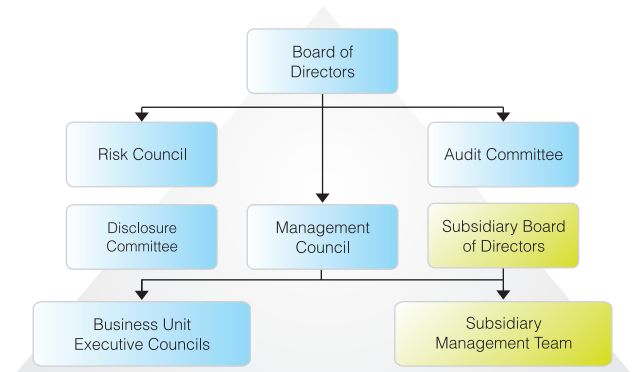 Board of
Directors
Risk Council
Audit Committee
Disclosure
Committee
Management
Council
Subsidiary Board
of Directors
Business Unit
Executive Councils
Subsidiary
Management Team